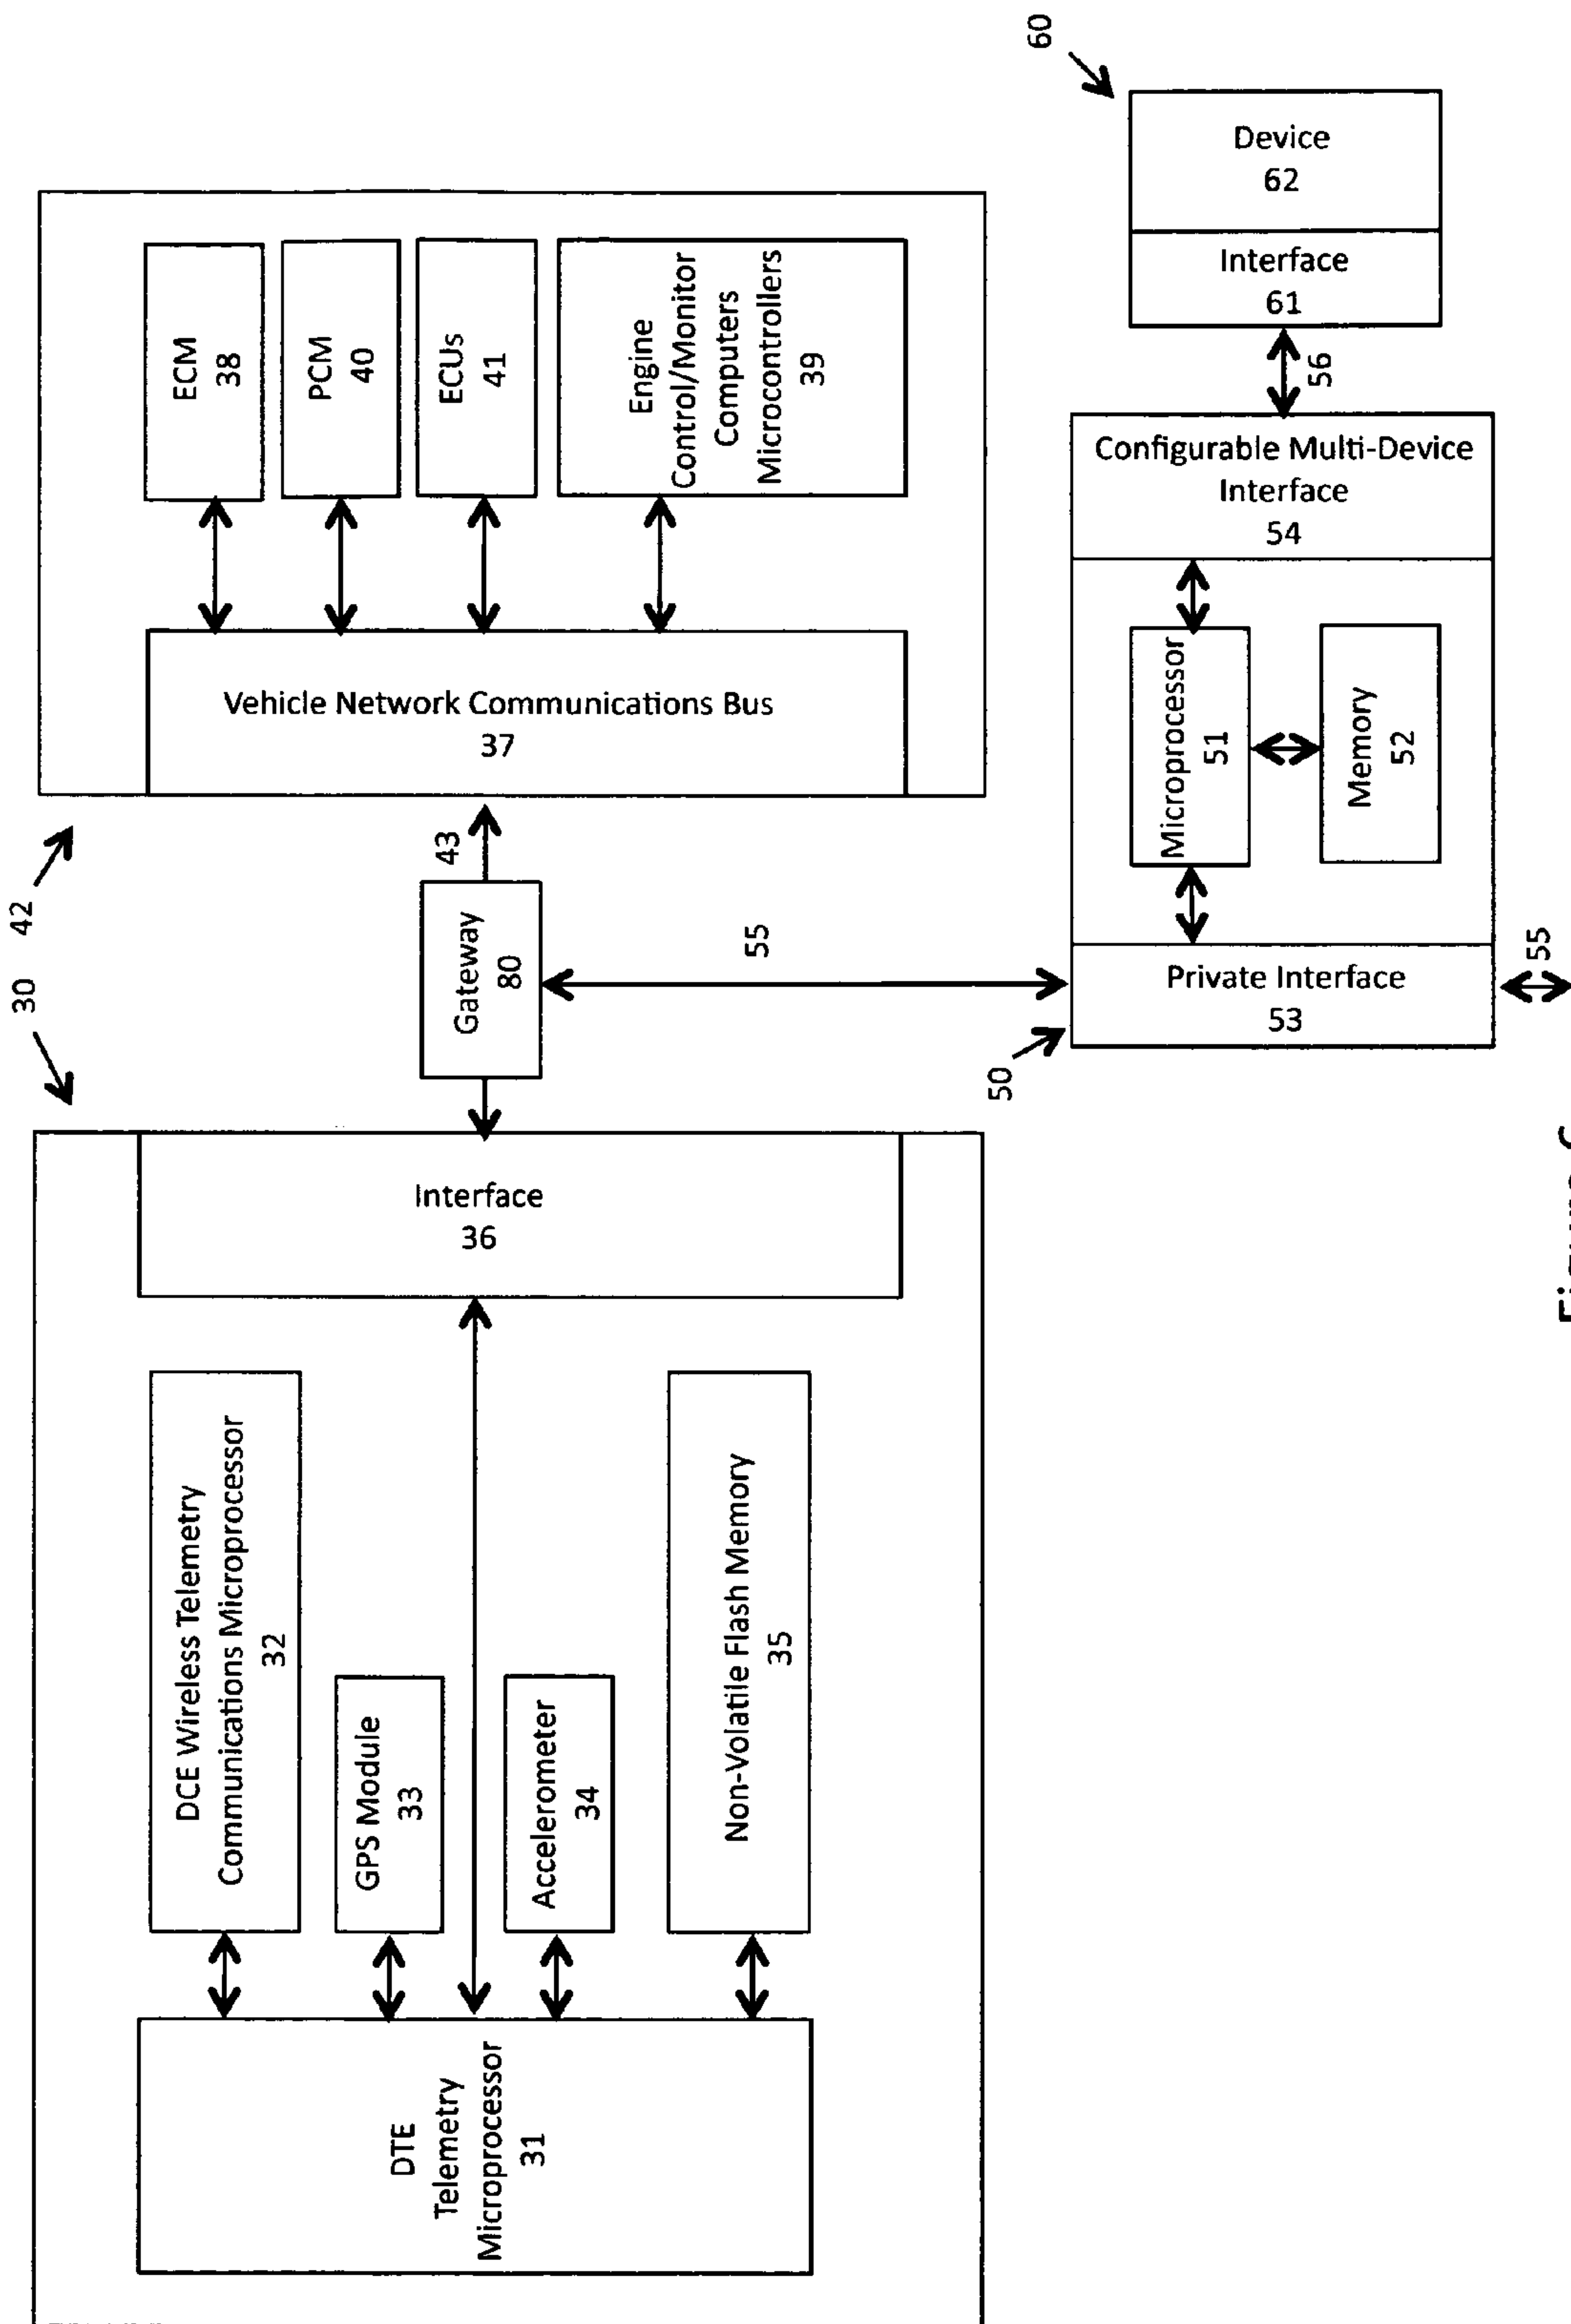 30
42
DTE
Telemetry
Microprocessor
31
DCE Wireless Telemetry
Communications Microprocessor
32
GPS Module
33
Accelerometer
34
Non-Volatile Flash Memory
35
Interface
36
Gateway
80
43
55
Vehicle Network Communications Bus
37
ECM
38
PCM
40
ECUs
41
Engine
Control/Monitor
Computers
Microcontrollers
39
50
Private Interface
53
55
Microprocessor
51
Memory
52
Configurable Multi-Device
Interface
54
56
60
Interface
61
Device
62